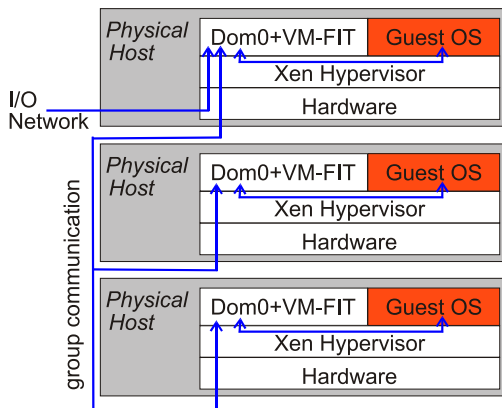 Physical
Host
Dom0+VM-FIT
Guest OS
Xen Hypervisor
Hardware
I/O
Network
group communication
Physical
Host
Dom0+VM-FIT
Guest OS
Xen Hypervisor
Hardware
Physical
Host
Dom0+VM-FIT
Guest OS
Xen Hypervisor
Hardware